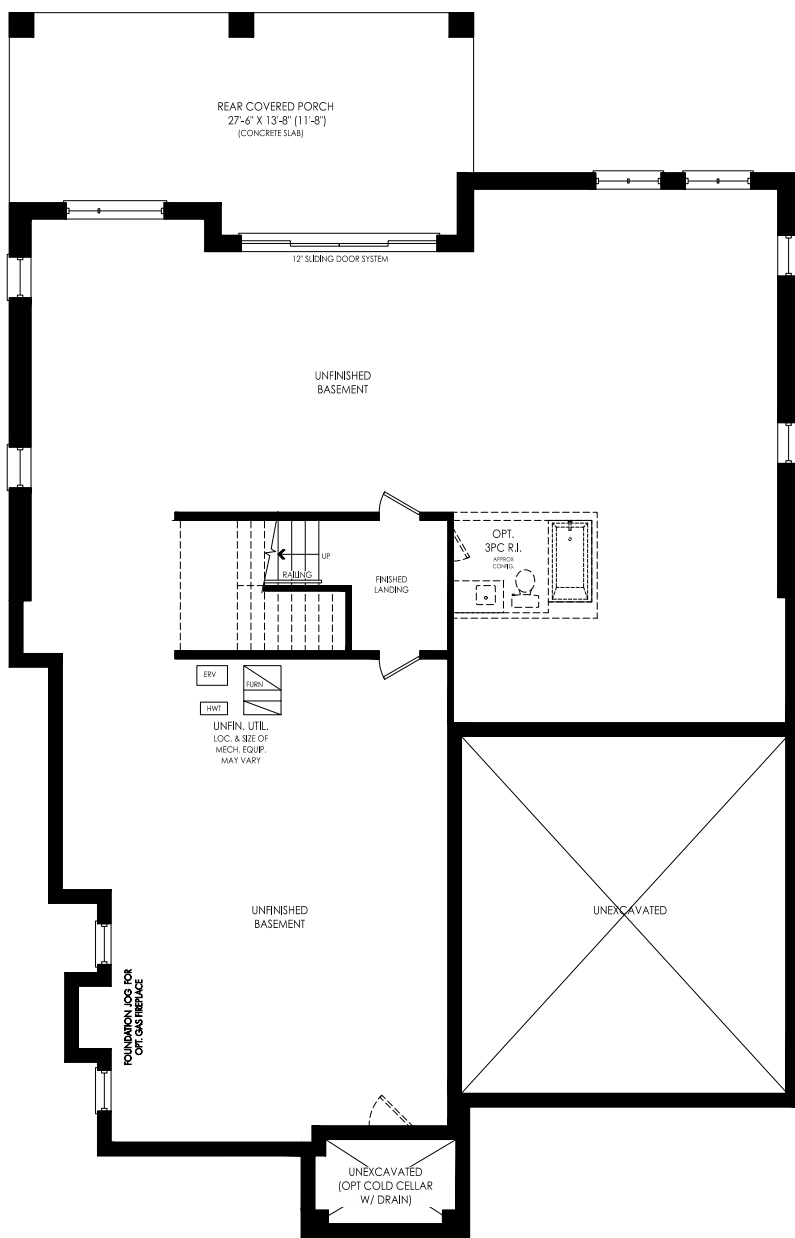 REAR COVERED PORCH
27'-6" X 13'-8" (11'-8")
(CONCRETE SLAB)
12" SLIDING DOOR SYSTEM
UNFINISHED
BASEMENT
UP
RAILING
FINISHED
LANDING
OPT.
3PC R.I.
APPROX
CONFIG.
ERV
FURN
HWT
UNFIN. UTIL.
LOC. & SIZE OF
MECH. EQUIP.
MAY VARY
UNFINISHED
BASEMENT
UNEXCAVATED
FOUNDATION JOG FOR
OPT. GAS FIREPLACE
UNEXCAVATED
(OPT COLD CELLAR
W/ DRAIN)